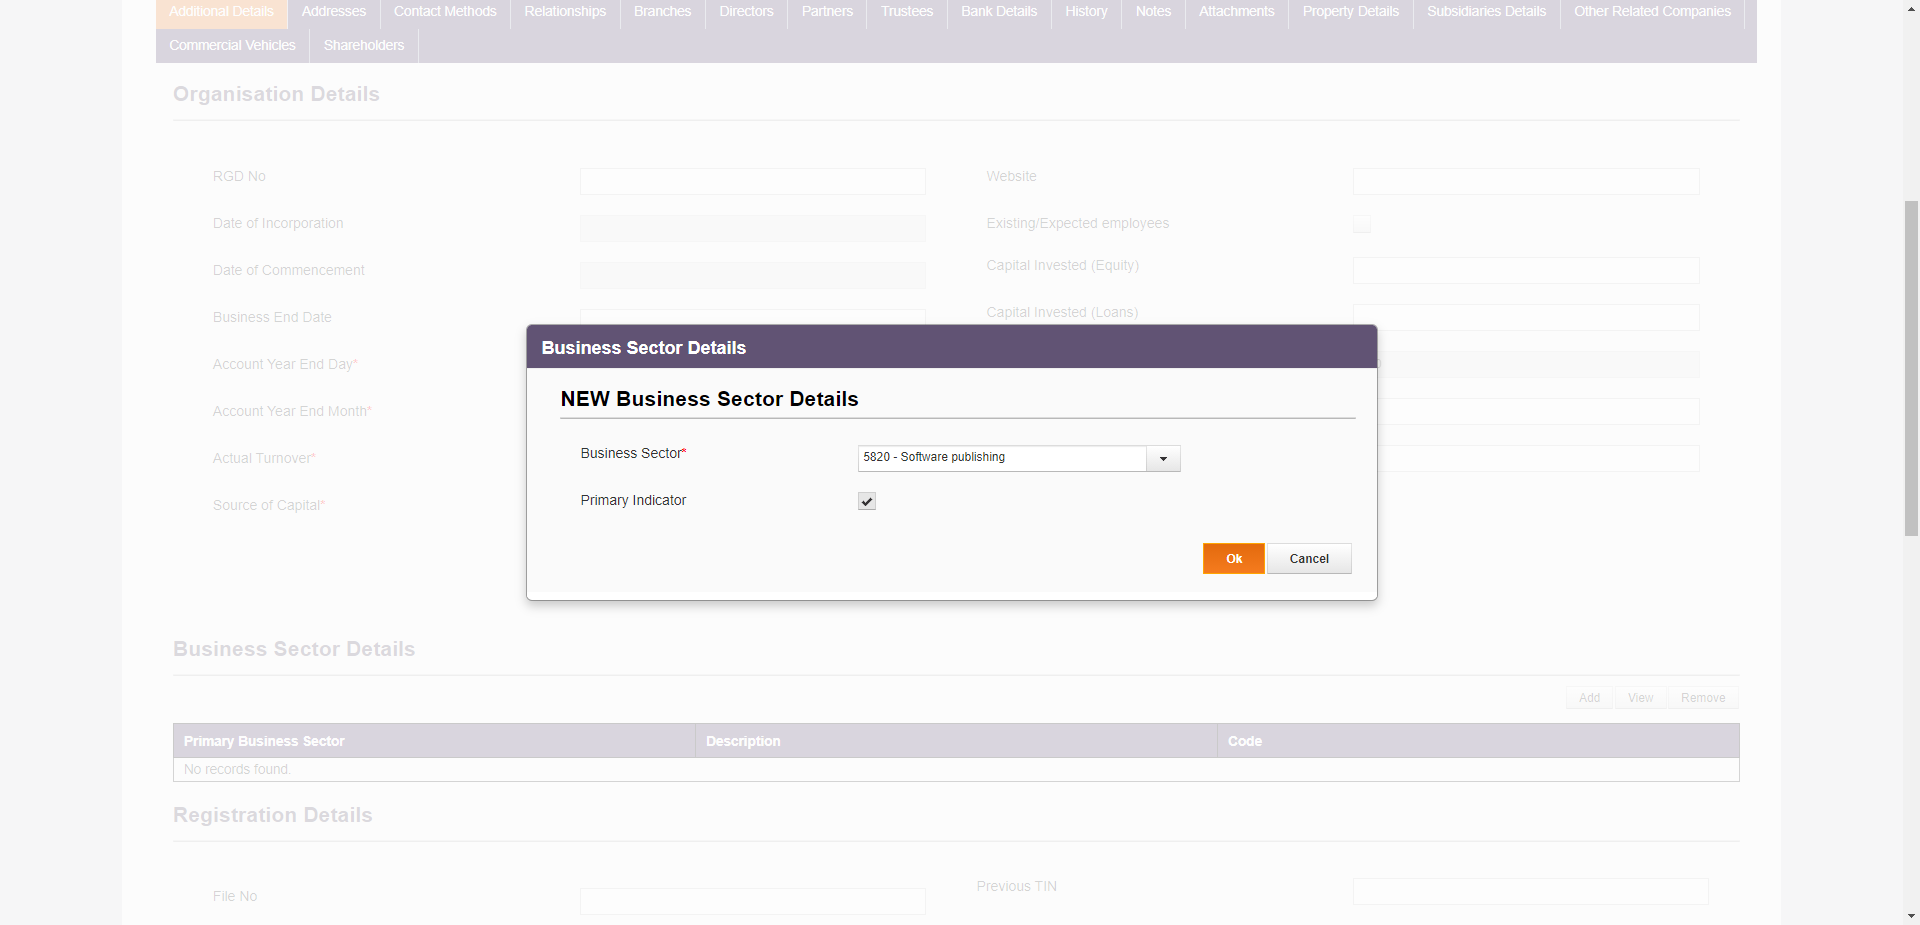 Additional Details Addresses Contact Methods Relationships Branches Directors Partners Trustees Bank Details History Notes Attachments Property Details Subsidiaries Details Other Related Companies
Commercial Vehicles Shareholders
Organisation Details
RGD No Website
Date of Incorporation Existing/Expected employees
Date of Commencement Capital Invested (Equity)
Business End Date Capital Invested (Loans)
Account Year End Day*
Account Year End Month*
Actual Turnover*
Source of Capital*
Business Sector Details
NEW Business Sector Details
Business Sector* 5820 - Software publishing
Primary Indicator
Ok Cancel
Business Sector Details
Add View Remove
Primary Business Sector Description Code
No records found.
Registration Details
File No Previous TIN